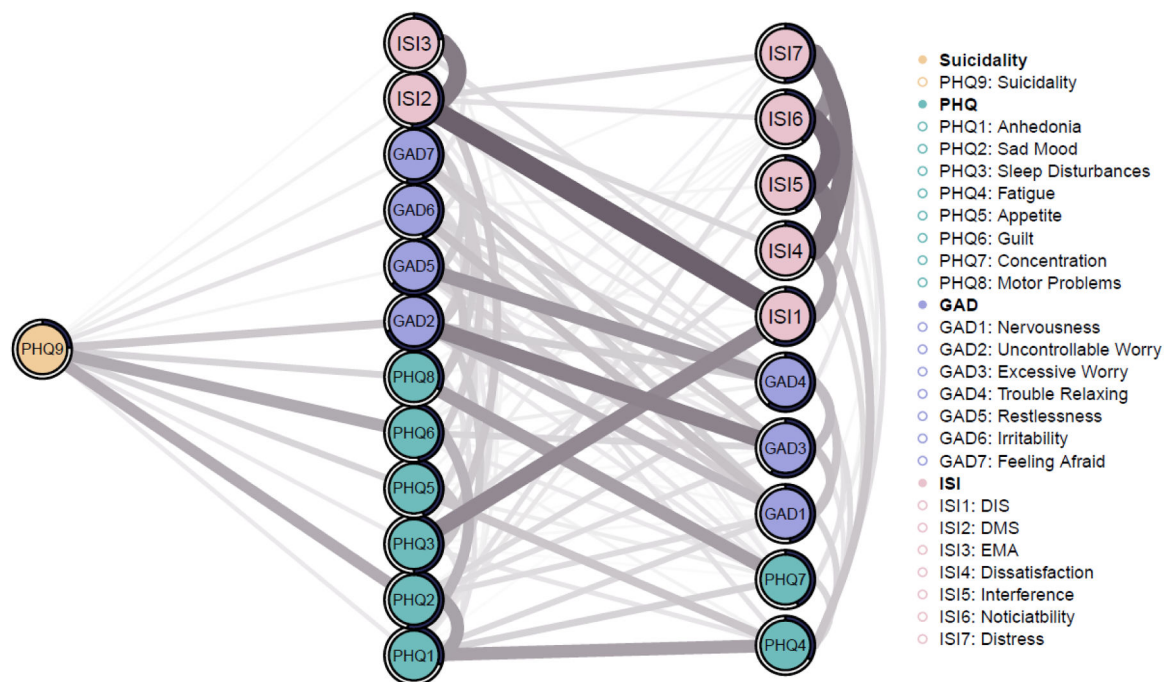 PHQ9
ISI3
ISI2
GAD7
GAD6
GAD5
GAD2
PHQ8
PHQ6
PHQ5
PHQ3
PHQ2
PHQ1
ISI7
ISI6
ISI5
ISI4
ISI1
GAD4
GAD3
GAD1
PHQ7
PHQ4
Suicidality
PHQ9: Suicidality
PHQ
PHQ1: Anhedonia
PHQ2: Sad Mood
PHQ3: Sleep Disturbances
PHQ4: Fatigue
PHQ5: Appetite
PHQ6: Guilt
PHQ7: Concentration
PHQ8: Motor Problems
GAD
GAD1: Nervousness
GAD2: Uncontrollable Worry
GAD3: Excessive Worry
GAD4: Trouble Relaxing
GAD5: Restlessness
GAD6: Irritability
GAD7: Feeling Afraid
ISI
ISI1: DIS
ISI2: DMS
ISI3: EMA
ISI4: Dissatisfaction
ISI5: Interference
ISI6: Noticiatbility
ISI7: Distress